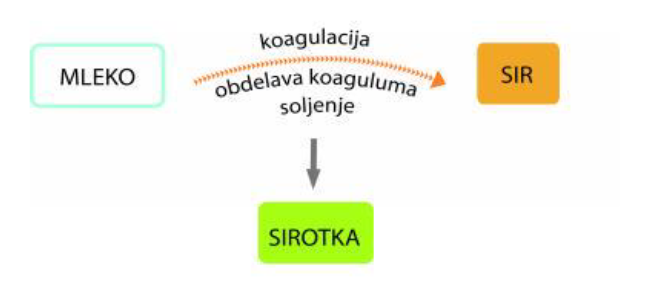 koagulacija
MLEKO
obdelava koaguluma
SIR
soljenje
SIROTKA